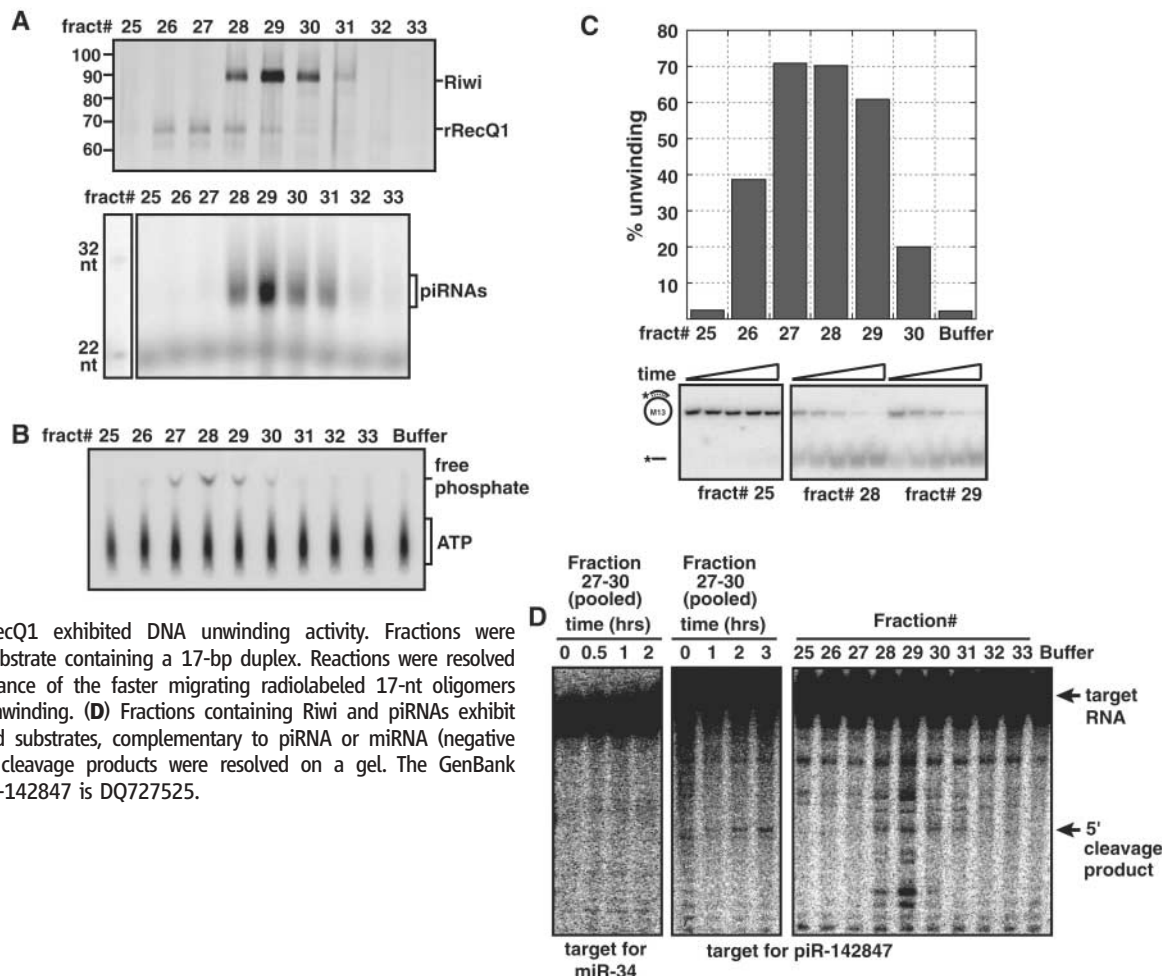 A
fract# 25 26 27 28 29 30 31 32 33
100
90
80
70
60
Riwi
rRecQ1
fract# 25 26 27 28 29 30 31 32 33
32
nt
22
nt
piRNAs
B
fract# 25 26 27 28 29 30 31 32 33 Buffer
free
phosphate
ATP
C
80
70
60
50
40
30
20
10
% unwinding
fract# 25 26 27 28 29 30 Buffer
time
*
M13
*
fract# 25 fract# 28 fract# 29
ecQ1 exhibited DNA unwinding activity. Fractions were
bstrate containing a 17-bp duplex. Reactions were resolved
ance of the faster migrating radiolabeled 17-nt oligomers
nwinding. (D) Fractions containing Riwi and piRNAs exhibit
d substrates, complementary to piRNA or miRNA (negative
cleavage products were resolved on a gel. The GenBank
-142847 is DQ727525.
D
Fraction
27-30
(pooled)
time (hrs)
0 0.5 1 2
Fraction
27-30
(pooled)
time (hrs)
0 1 2 3
Fraction#
25 26 27 28 29 30 31 32 33 Buffer
target
RNA
5'
cleavage
product
target for
miR-34
target for piR-142847